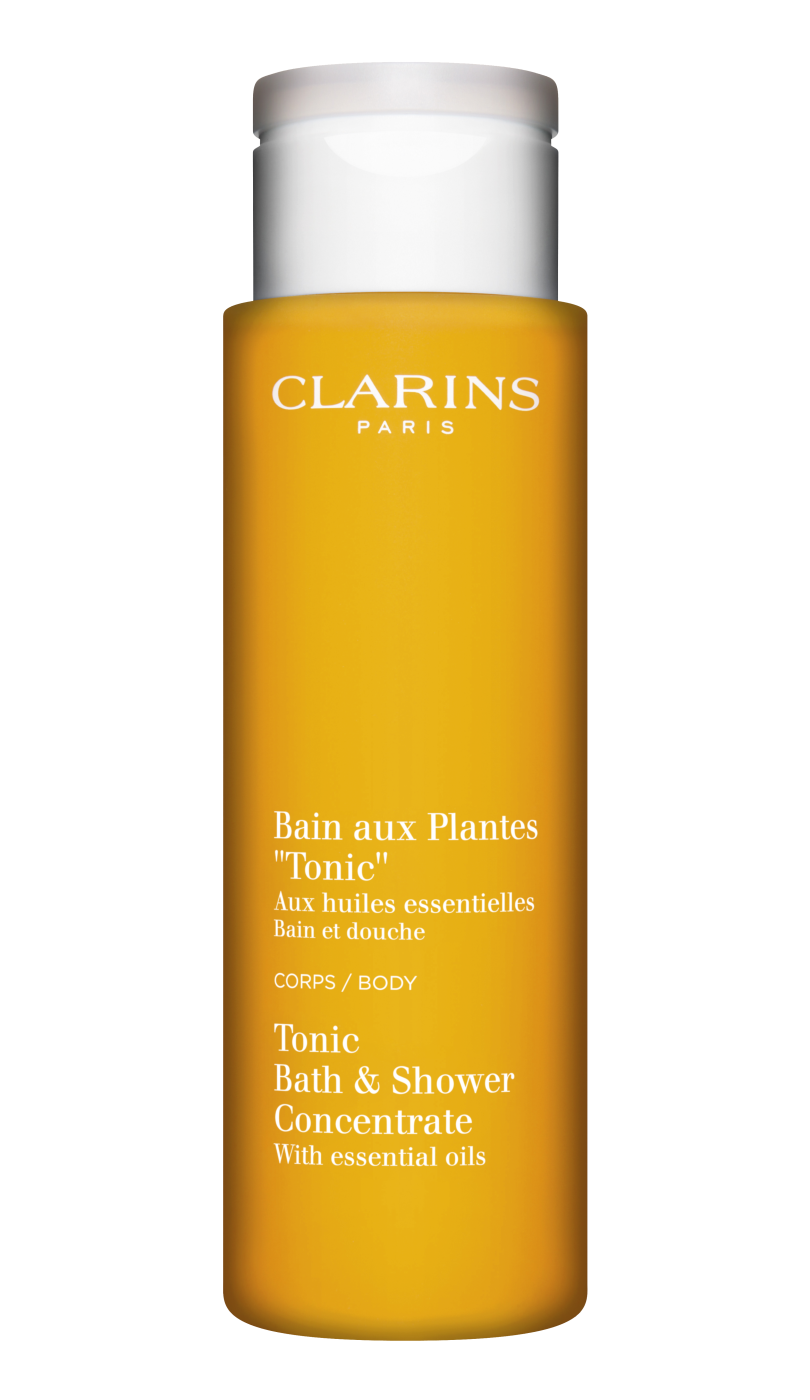 CLARINS
PARIS
Bain aux Plantes
"Tonic"
Aux huiles essentielles
Bain et douche
CORPS / BODY
Tonic
Bath & Shower
Concentrate
With essential oils